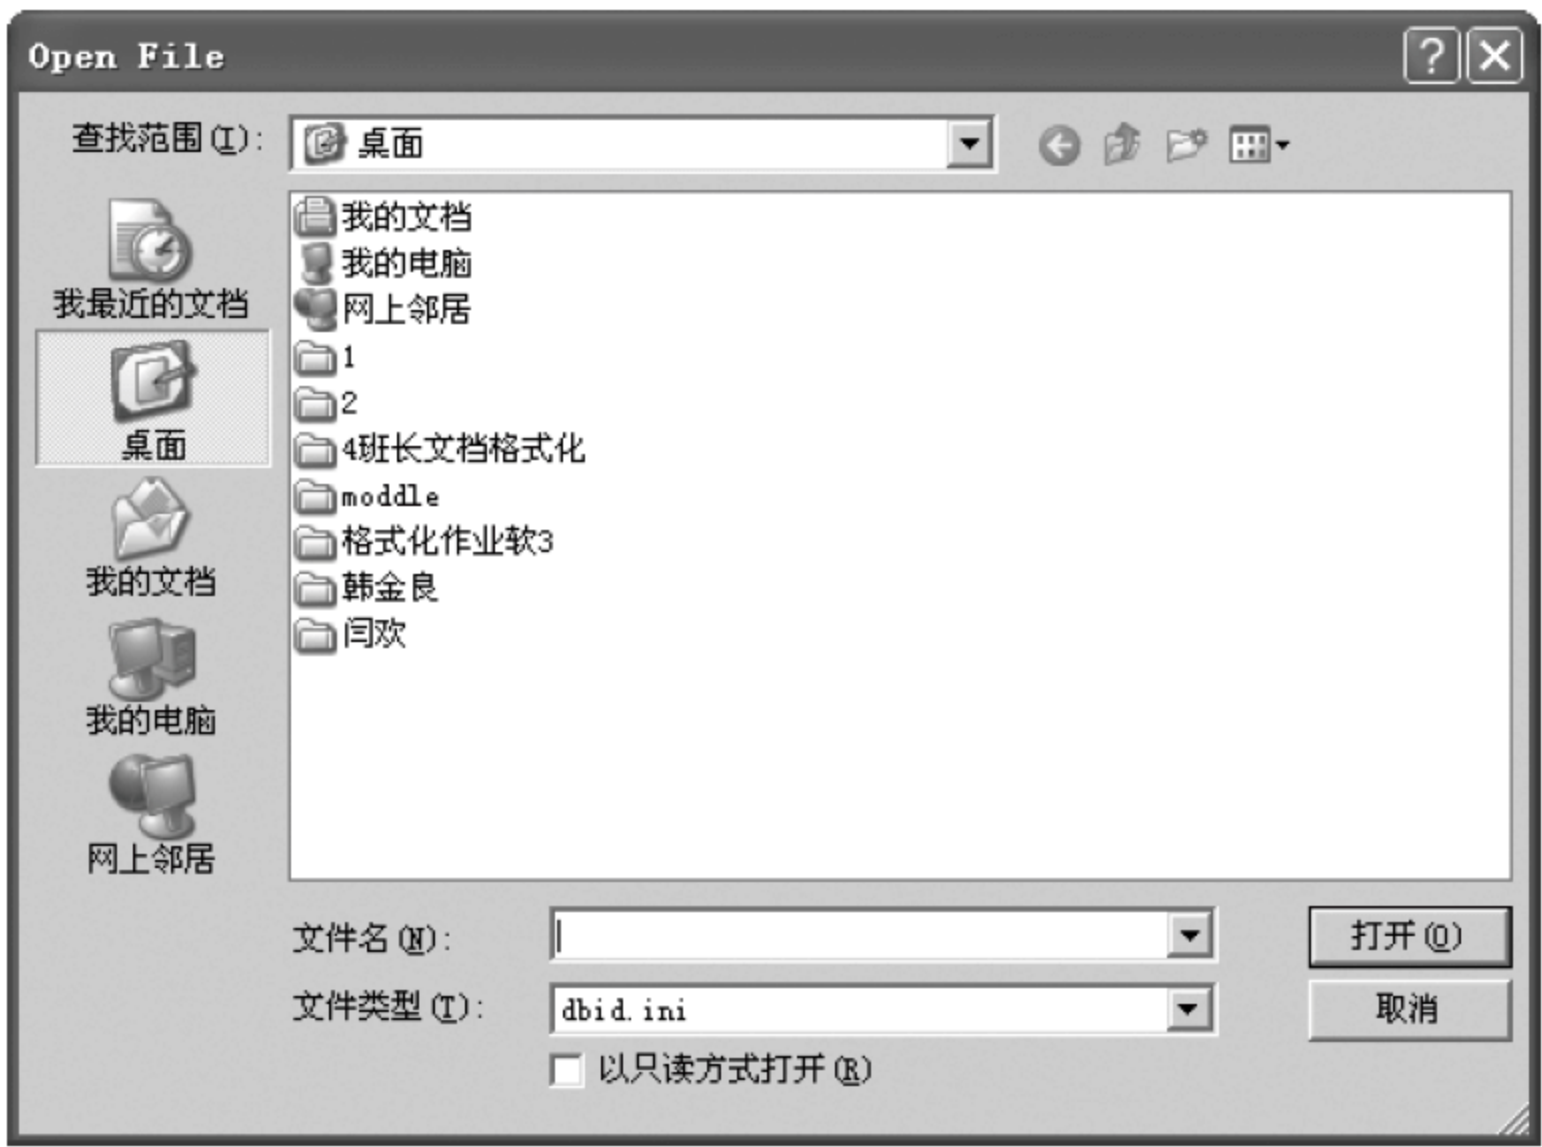 Open File
查找范围(I):
桌面
我最近的文档
桌面
我的文档
我的电脑
网上邻居
我的文档
我的电脑
网上邻居
1
2
4班长文档格式化
moddle
格式化作业软3
韩金良
闫欢
文件名(N):
打开(O)
文件类型(T):
dbid.ini
取消
以只读方式打开(R)